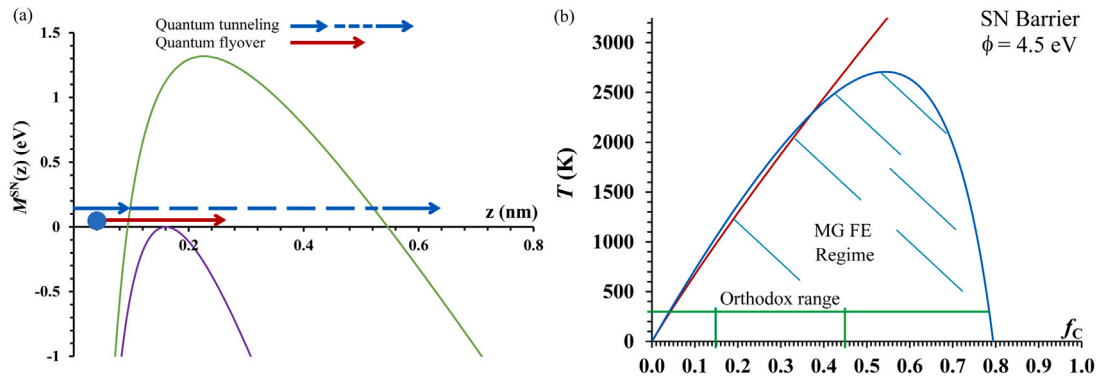 (a)
Quantum tunneling
Quantum flyover
1.5
1
0.5
0
-0.5
-1
M^SN(z) (eV)
z (nm)
0.2
0.4
0.6
0.8
(b)
SN Barrier
ϕ = 4.5 eV
3000
2500
2000
1500
1000
500
0
T (K)
MG FE
Regime
Orthodox range
f_C
0.0 0.1 0.2 0.3 0.4 0.5 0.6 0.7 0.8 0.9 1.0